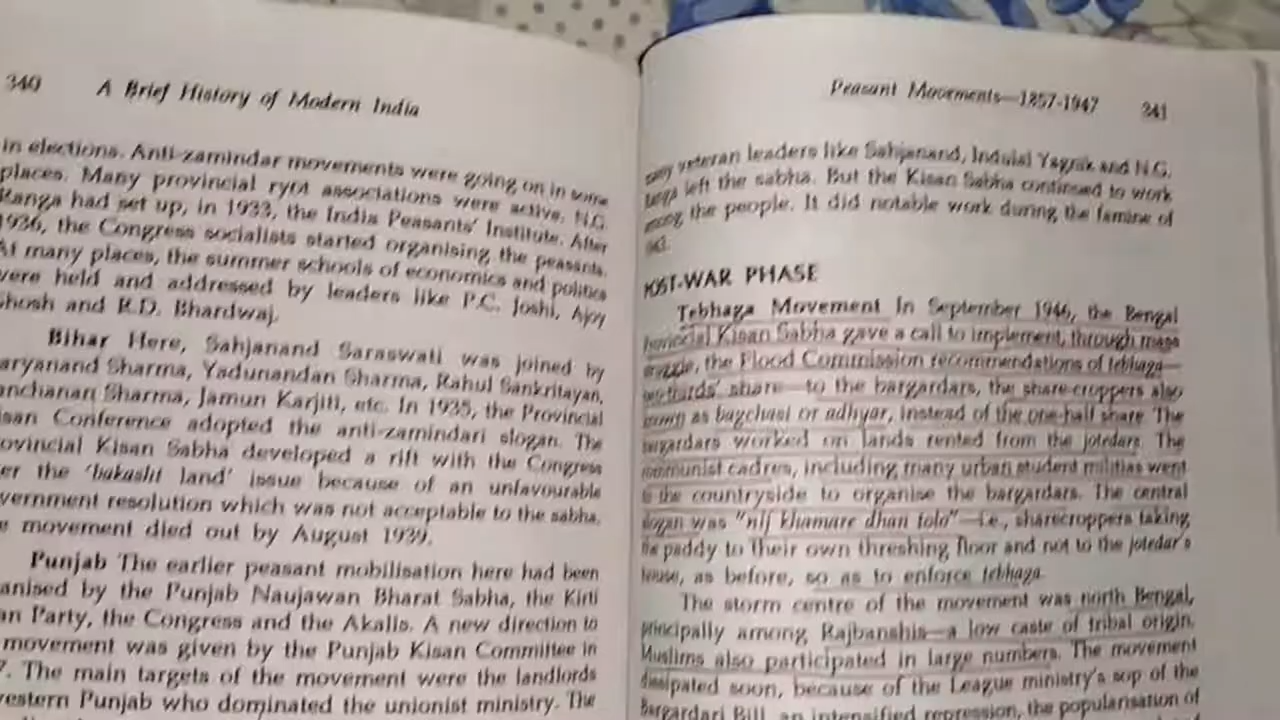 340 A Brief History of Modern India
in elections. Anti-zamindar movements were going on in some
places. Many provincial ryot associations were active. N.G.
Ranga had set up, in 1933, the India Peasants' Institute. After
1936, the Congress socialists started organising the peasants.
At many places, the summer schools of economics and politics
were held and addressed by leaders like P.C. Joshi, Ajoy
Ghosh and R.D. Bhardwaj.
Bihar Here, Sahjanand Saraswati was joined by
aryanand Sharma, Yadunandan Sharma, Rahul Sankritayan,
anchanan Sharma, Jamun Karjiti, etc. In 1935, the Provincial
isan Conference adopted the anti-zamindari slogan. The
ovincial Kisan Sabha developed a rift with the Congress
er the 'bakasht land' issue because of an unfavourable
vernment resolution which was not acceptable to the sabha.
e movement died out by August 1939.
Punjab The earlier peasant mobilisation here had been
anised by the Punjab Naujawan Bharat Sabha, the Kirti
an Party, the Congress and the Akalis. A new direction to
movement was given by the Punjab Kisan Committee in
7. The main targets of the movement were the landlords
western Punjab who dominated the unionist ministry. The
Peasant Movements—1857-1947 341
many veteran leaders like Sahjanand, Indulal Yagnik and N.G.
Ranga left the sabha. But the Kisan Sabha continued to work
among the people. It did notable work during the famine of
POST-WAR PHASE
Tebhaga Movement In September 1946, the Bengal
Provincial Kisan Sabha gave a call to implement, through mass
struggle, the Flood Commission recommendations of tebhaga—
two-thirds' share—to the bargardars, the share-croppers also
known as bagchasi or adhyar, instead of the one-half share. The
bargardars worked on lands rented from the jotedars. The
communist cadres, including many urban student militias went
to the countryside to organise the bargardars. The central
slogan was "nij khamare dhan tolo"—i.e., sharecroppers taking
the paddy to their own threshing floor and not to the jotedar's
house, as before, so as to enforce tebhaga.
The storm centre of the movement was north Bengal,
principally among Rajbanshis—a low caste of tribal origin.
Muslims also participated in large numbers. The movement
dissipated soon, because of the League ministry's sop of the
Bargardari Bill, an intensified repression, the popularisation of